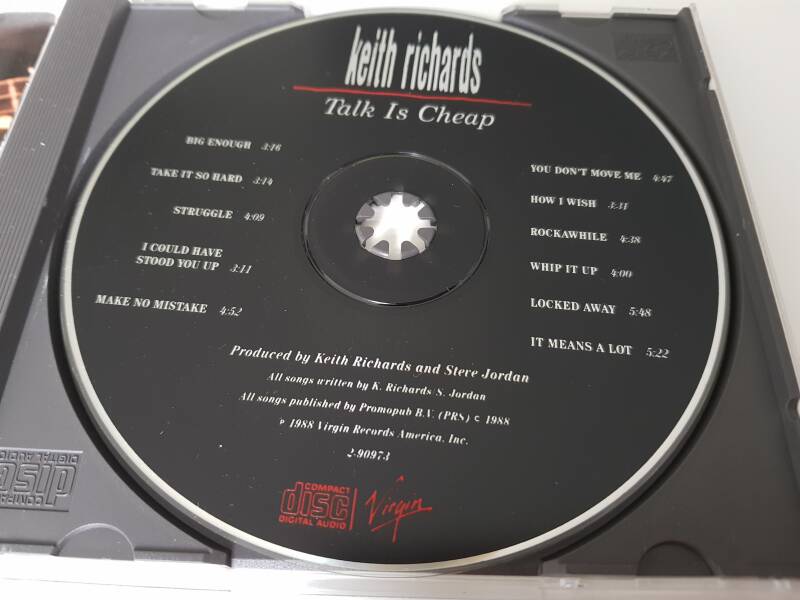 keith richards
Talk Is Cheap
BIG ENOUGH 3:16
TAKE IT SO HARD 3:14
STRUGGLE 4:09
I COULD HAVE
STOOD YOU UP 3:11
MAKE NO MISTAKE 4:52
YOU DON'T MOVE ME 4:47
HOW I WISH 3:31
ROCKAWHILE 4:38
WHIP IT UP 4:00
LOCKED AWAY 5:48
IT MEANS A LOT 5:22
Produced by Keith Richards and Steve Jordan
All songs written by K. Richards/S. Jordan
All songs published by Promopub B.V. (PRS) © 1988
℗ 1988 Virgin Records America, Inc.
2-90973
COMPACT
disc
DIGITAL AUDIO
Virgin
COMPACT
disc
DIGITAL AUDIO